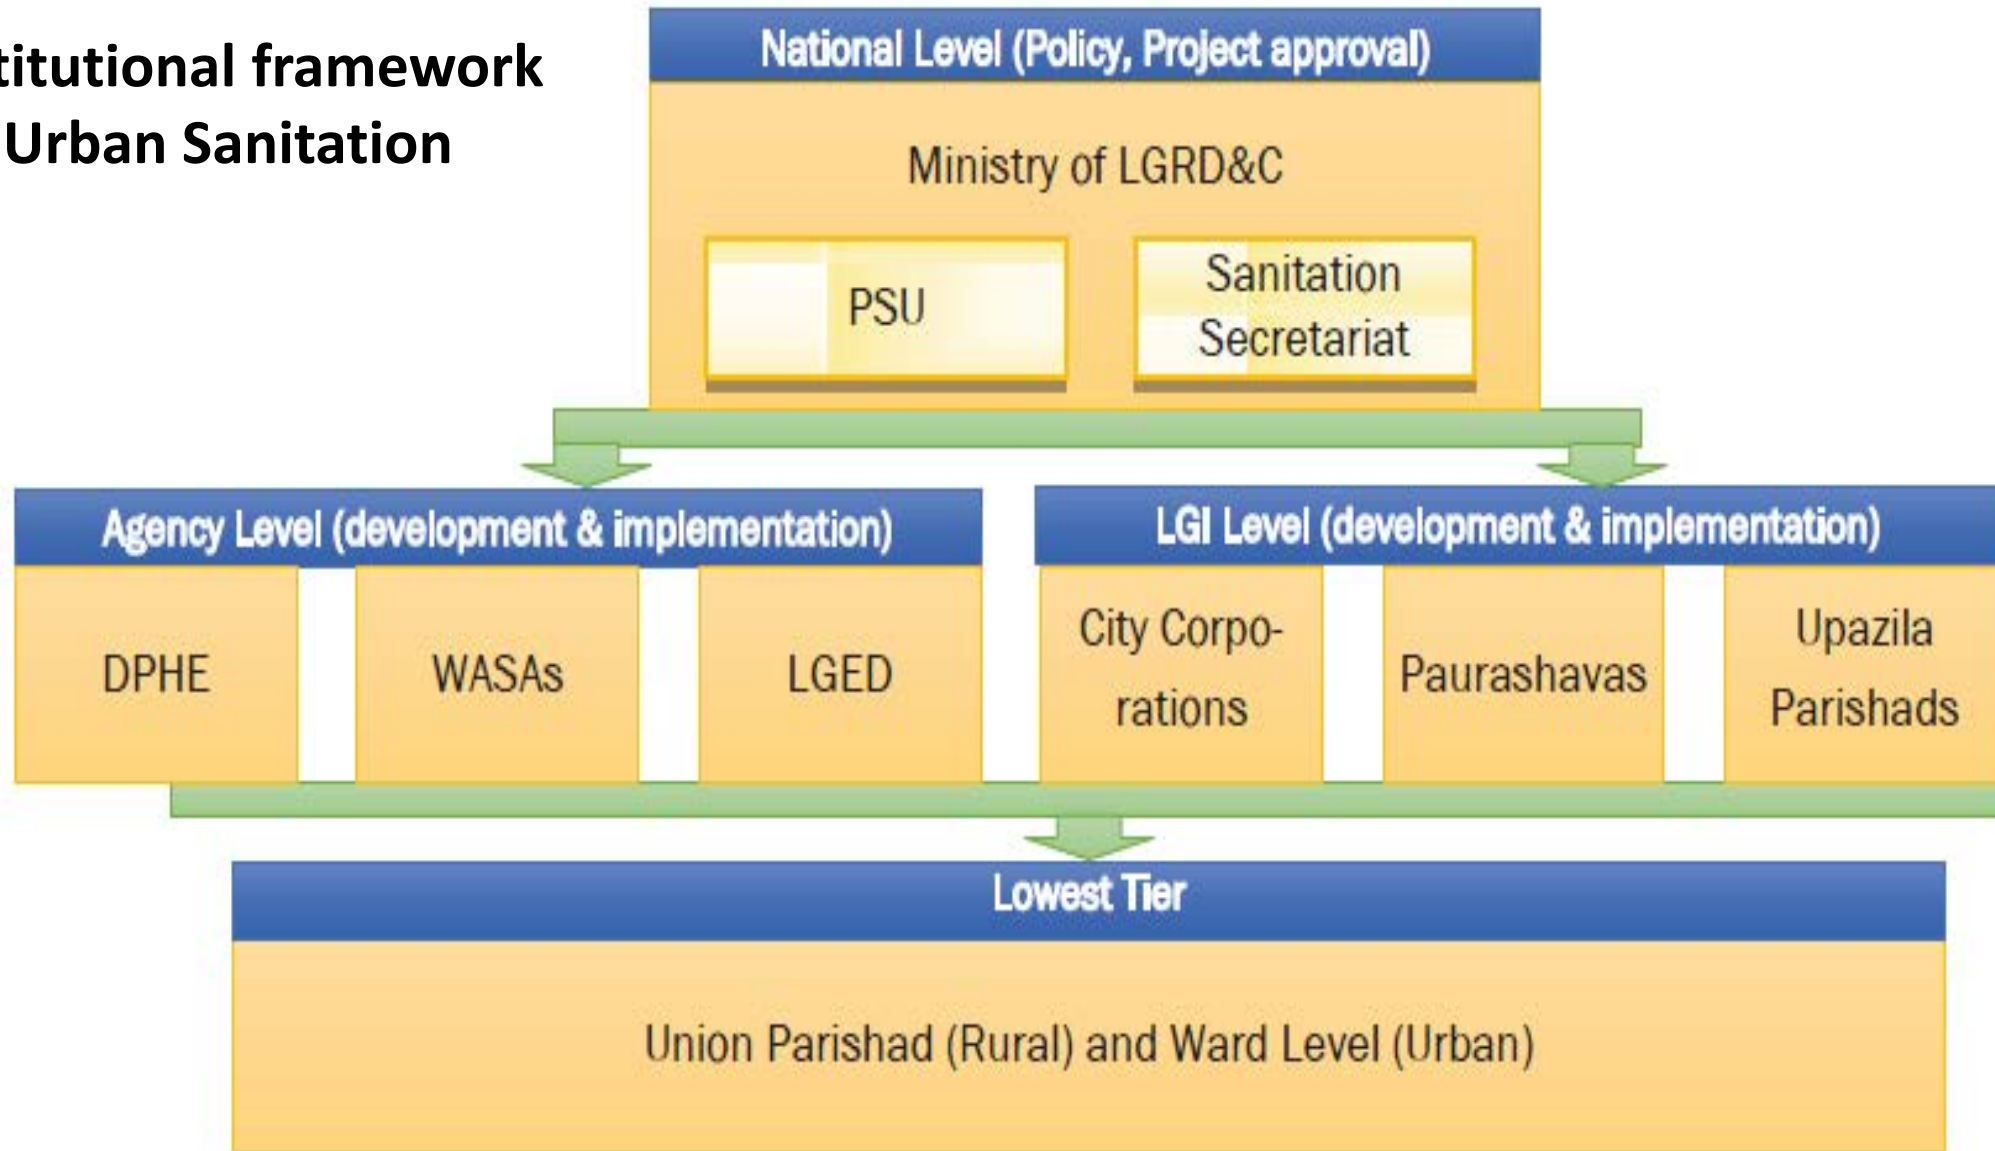 titutional framework
Urban Sanitation
National Level (Policy, Project approval)
Ministry of LGRD&C
PSU
Sanitation
Secretariat
Agency Level (development & implementation)
LGI Level (development & implementation)
DPHE
WASAs
LGED
City Corpo-
rations
Paurashavas
Upazila
Parishads
Lowest Tier
Union Parishad (Rural) and Ward Level (Urban)